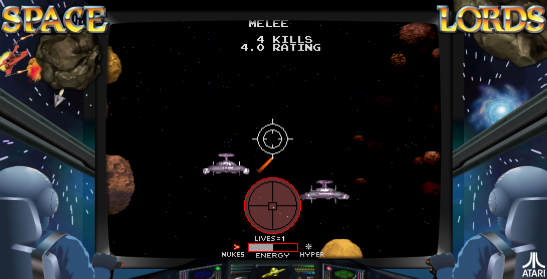 SPACE LORDS
MELEE
4 KILLS
4.0 RATING
LIVES=1
NUKES ENERGY HYPER
ATARI